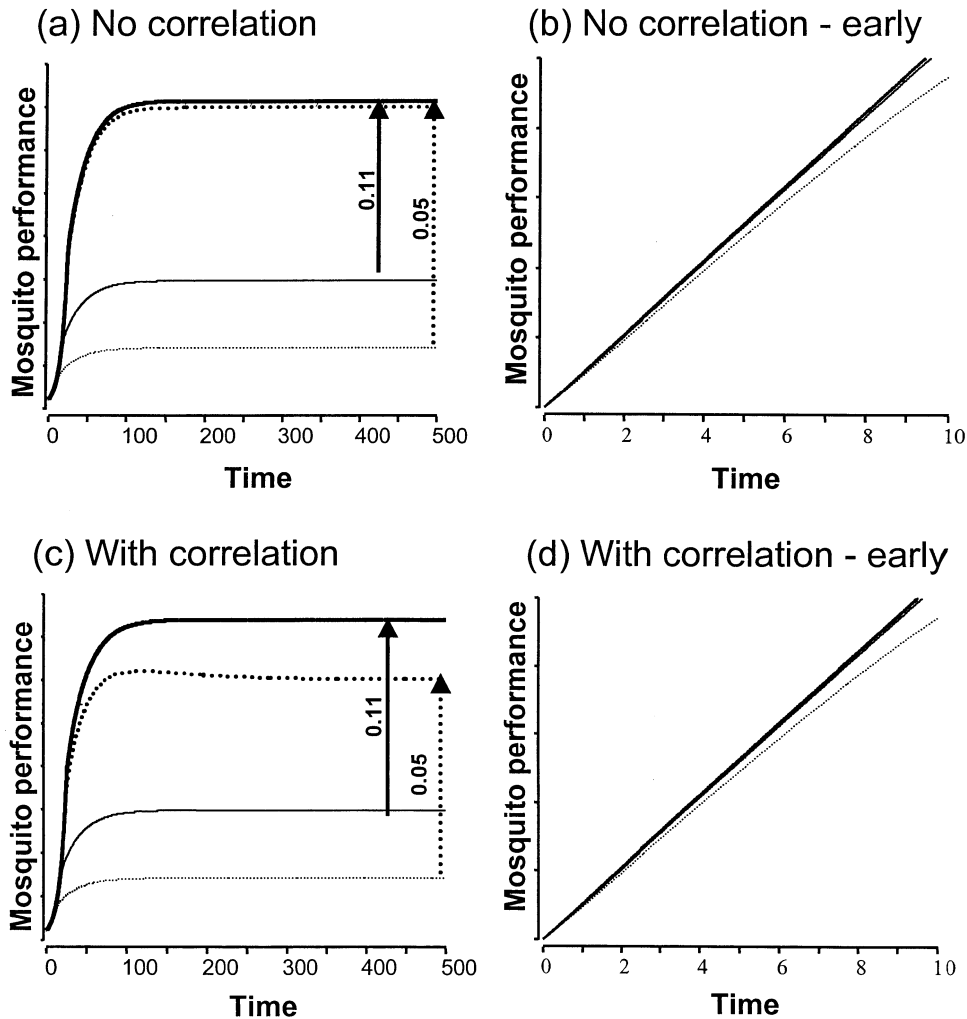 (a) No correlation
Mosquito performance
0.11
0.05
0 100 200 300 400 500
Time
(b) No correlation - early
Mosquito performance
0 2 4 6 8 10
Time
(c) With correlation
Mosquito performance
0.11
0.05
0 100 200 300 400 500
Time
(d) With correlation - early
Mosquito performance
0 2 4 6 8 10
Time